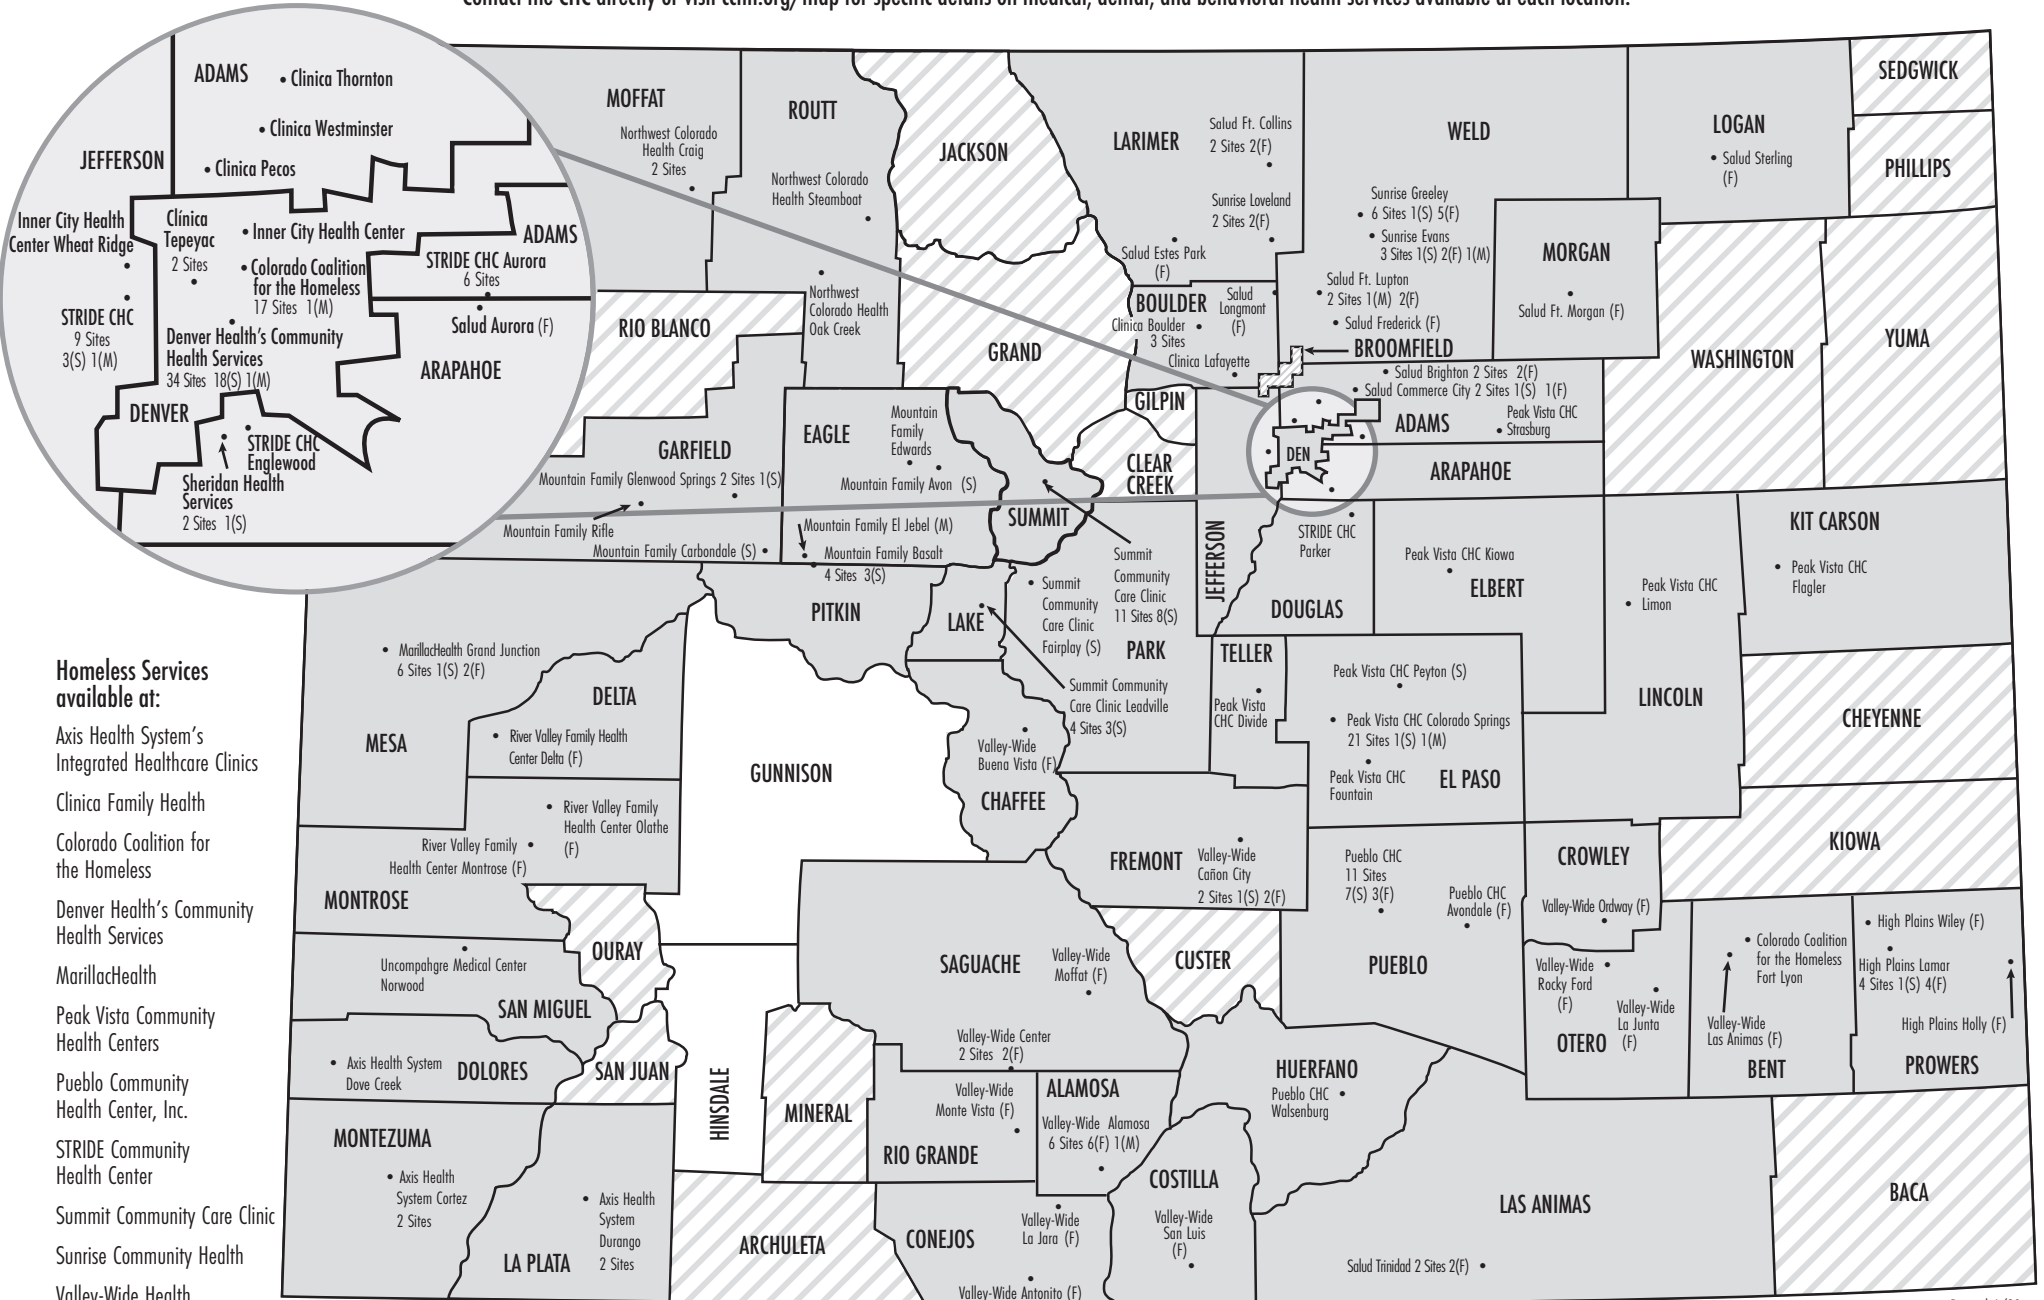 Contact the CHC directly or visit cchn.org/map for specific details on medical, dental, and behavioral health services available at each location.
ADAMS
• Clinica Thornton
• Clinica Westminster
JEFFERSON
• Clinica Pecos
Inner City Health
Center Wheat Ridge
Clínica
Tepeyac
2 Sites
• Inner City Health Center
ADAMS
• Colorado Coalition
for the Homeless
17 Sites 1(M)
STRIDE CHC Aurora
6 Sites
STRIDE CHC
9 Sites
3(S) 1(M)
Salud Aurora (F)
Denver Health's Community
Health Services
34 Sites 18(S) 1(M)
ARAPAHOE
DENVER
STRIDE CHC
Englewood
Sheridan Health
Services
2 Sites 1(S)
MOFFAT
Northwest Colorado
Health Craig
2 Sites
ROUTT
Northwest Colorado
Health Steamboat
Northwest
Colorado Health
Oak Creek
JACKSON
LARIMER
Salud Ft. Collins
2 Sites 2(F)
Sunrise Loveland
2 Sites 2(F)
Salud Estes Park
(F)
WELD
Sunrise Greeley
• 6 Sites 1(S) 5(F)
• Sunrise Evans
3 Sites 1(S) 2(F) 1(M)
Salud Ft. Lupton
• 2 Sites 1(M) 2(F)
• Salud Frederick (F)
LOGAN
• Salud Sterling
(F)
SEDGWICK
PHILLIPS
MORGAN
Salud Ft. Morgan (F)
WASHINGTON
YUMA
RIO BLANCO
GRAND
BOULDER
Salud
Longmont
(F)
Clinica Boulder
3 Sites
Clinica Lafayette
BROOMFIELD
• Salud Brighton 2 Sites 2(F)
• Salud Commerce City 2 Sites 1(S) 1(F)
GILPIN
ADAMS
Peak Vista CHC
• Strasburg
DEN
ARAPAHOE
CLEAR
CREEK
GARFIELD
Mountain Family Glenwood Springs 2 Sites 1(S)
Mountain Family Rifle
Mountain Family Carbondale (S) •
EAGLE
Mountain
Family
Edwards
Mountain Family Avon (S)
Mountain Family El Jebel (M)
Mountain Family Basalt
4 Sites 3(S)
SUMMIT
Summit
Community
Care Clinic
11 Sites 8(S)
JEFFERSON
STRIDE CHC
Parker
DOUGLAS
Peak Vista CHC Kiowa
ELBERT
Peak Vista CHC
• Limon
LINCOLN
KIT CARSON
• Peak Vista CHC
Flagler
PITKIN
LAKE
• Summit
Community
Care Clinic
Fairplay (S)
PARK
Summit Community
Care Clinic Leadville
4 Sites 3(S)
TELLER
Peak Vista
CHC Divide
Peak Vista CHC Peyton (S)
• Peak Vista CHC Colorado Springs
21 Sites 1(S) 1(M)
Peak Vista CHC
Fountain
EL PASO
CHEYENNE
KIOWA
• MarillacHealth Grand Junction
6 Sites 1(S) 2(F)
MESA
DELTA
• River Valley Family Health
Center Delta (F)
• River Valley Family
Health Center Olathe
(F)
River Valley Family •
Health Center Montrose (F)
MONTROSE
GUNNISON
Valley-Wide
Buena Vista (F)
CHAFFEE
FREMONT
Valley-Wide
Cañon City
2 Sites 1(S) 2(F)
Pueblo CHC
11 Sites
7(S) 3(F)
Pueblo CHC
Avondale (F)
PUEBLO
CROWLEY
Valley-Wide Ordway (F)
OURAY
Uncompahgre Medical Center
Norwood
SAN MIGUEL
SAGUACHE
Valley-Wide
Moffat (F)
Valley-Wide Center
2 Sites 2(F)
CUSTER
Valley-Wide
Rocky Ford
(F)
Valley-Wide
La Junta
(F)
OTERO
• Colorado Coalition
for the Homeless
Fort Lyon
Valley-Wide
Las Animas (F)
BENT
• High Plains Wiley (F)
High Plains Lamar
4 Sites 1(S) 4(F)
High Plains Holly (F)
PROWERS
• Axis Health System
Dove Creek
DOLORES
SAN JUAN
HINSDALE
MINERAL
Valley-Wide
Monte Vista (F)
RIO GRANDE
ALAMOSA
Valley-Wide Alamosa
6 Sites 6(F) 1(M)
HUERFANO
Pueblo CHC •
Walsenburg
MONTEZUMA
• Axis Health
System Cortez
2 Sites
LA PLATA
• Axis Health
System
Durango
2 Sites
ARCHULETA
CONEJOS
Valley-Wide
La Jara (F)
Valley-Wide Antonito (F)
COSTILLA
Valley-Wide
San Luis
(F)
LAS ANIMAS
Salud Trinidad 2 Sites 2(F) •
BACA
Homeless Services
available at:
Axis Health System's
Integrated Healthcare Clinics
Clinica Family Health
Colorado Coalition for
the Homeless
Denver Health's Community
Health Services
MarillacHealth
Peak Vista Community
Health Centers
Pueblo Community
Health Center, Inc.
STRIDE Community
Health Center
Summit Community Care Clinic
Sunrise Community Health
Valley-Wide Health